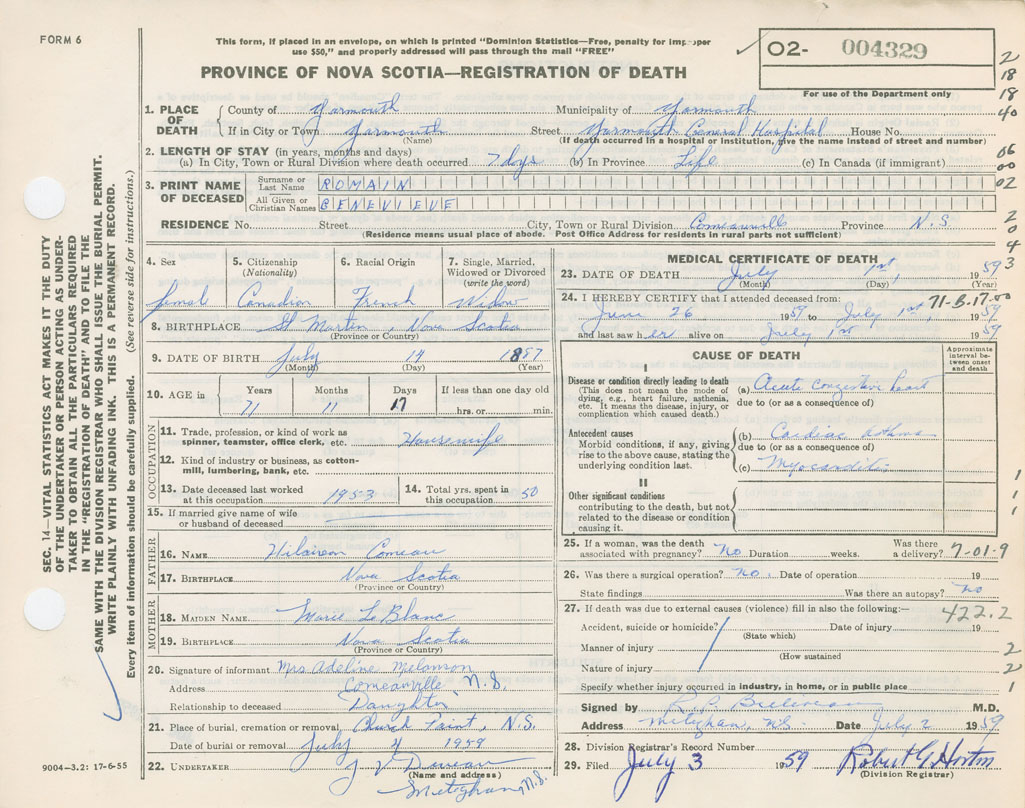 FORM 6
This form, if placed in an envelope, on which is printed "Dominion Statistics—Free, penalty for improper
use $50," and properly addressed will pass through the mail "FREE"
O2- 004329
For use of the Department only
PROVINCE OF NOVA SCOTIA—REGISTRATION OF DEATH
2
18
18
40
06
00
02
2
0
4
3
SEC. 14—VITAL STATISTICS ACT MAKES IT THE DUTY
OF THE UNDERTAKER OR PERSON ACTING AS UNDER-
TAKER TO OBTAIN ALL THE PARTICULARS REQUIRED
IN THE "REGISTRATION OF DEATH" AND TO FILE THE
SAME WITH THE DIVISION REGISTRAR WHO SHALL ISSUE THE BURIAL PERMIT.
WRITE PLAINLY WITH UNFADING INK. THIS IS A PERMANENT RECORD.
Every item of information should be carefully supplied. (See reverse side for instructions.)
1. PLACE OF DEATH County of Yarmouth Municipality of Yarmouth
If in City or Town Yarmouth Street Yarmouth General Hospital House No.
(Name) (If death occurred in a hospital or institution, give the name instead of street and number)
2. LENGTH OF STAY (in years, months and days)
(a) In City, Town or Rural Division where death occurred 7 days (b) In Province Life (c) In Canada (if immigrant)
3. PRINT NAME OF DECEASED Surname or Last Name ROMAIN
All Given or Christian Names GENEVIEVE
RESIDENCE No. Street City, Town or Rural Division Comeauville Province N.S.
(Residence means usual place of abode. Post Office Address for residents in rural parts not sufficient)
4. Sex 5. Citizenship (Nationality) 6. Racial Origin 7. Single, Married, Widowed or Divorced (write the word)
female Canadian French Widow
8. BIRTHPLACE St Martin, Nova Scotia
(Province or Country)
9. DATE OF BIRTH July 14 1887
(Month) (Day) (Year)
10. AGE in Years Months Days If less than one day old
71 11 17 hrs. or min.
OCCUPATION
11. Trade, profession, or kind of work as spinner, teamster, office clerk, etc. Housewife
12. Kind of industry or business, as cotton-mill, lumbering, bank, etc.
13. Date deceased last worked at this occupation 1953 14. Total yrs. spent in this occupation 50
15. If married give name of wife or husband of deceased
FATHER
16. NAME Hilairson Comeau
17. BIRTHPLACE Nova Scotia
(Province or Country)
MOTHER
18. MAIDEN NAME Marie LeBlanc
19. BIRTHPLACE Nova Scotia
(Province or Country)
20. Signature of informant Mrs Adeline Melanson
Address Comeauville, N.S.
Relationship to deceased Daughter
21. Place of burial, cremation or removal Church Point, N.S.
Date of burial or removal July 4 1959
22. UNDERTAKER
(Name and address)
Meteghan, N.S.
MEDICAL CERTIFICATE OF DEATH
23. DATE OF DEATH July 1st, 1959
(Month) (Day) (Year)
24. I HEREBY CERTIFY that I attended deceased from: 71-B.17.00
June 26 1959 to July 1st, 1959
and last saw her alive on July 1st 1959
CAUSE OF DEATH
Approximate interval between onset and death
I
Disease or condition directly leading to death
(This does not mean the mode of dying, e.g., heart failure, asthenia, etc. It means the disease, injury, or complication which caused death.)
(a) Acute congestive heart
due to (or as a consequence of)
Antecedent causes
Morbid conditions, if any, giving rise to the above cause, stating the underlying condition last.
(b) Cardiac asthma
due to (or as a consequence of)
(c) Myocarditis
II
Other significant conditions
contributing to the death, but not related to the disease or condition causing it.
1
1
1
25. If a woman, was the death associated with pregnancy? No Duration weeks. Was there a delivery? 7-01-9
26. Was there a surgical operation? No. Date of operation 19
State findings Was there an autopsy? No
27. If death was due to external causes (violence) fill in also the following:— 422.2
Accident, suicide or homicide? Date of injury 19
(State which)
Manner of injury 2
(How sustained
Nature of injury 2
Specify whether injury occurred in industry, in home, or in public place 1
Signed by M.D.
Address Meteghan, N.S. Date July 2 1959
28. Division Registrar's Record Number
29. Filed July 3 1959 Robert G. Horton
(Division Registrar)
9004—3.2: 17-6-55